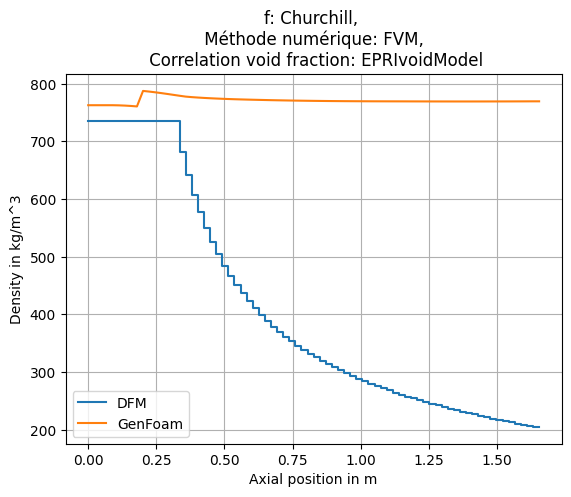 f: Churchill,
Méthode numérique: FVM,
Correlation void fraction: EPRIvoidModel
800
700
600
500
400
300
200
Density in kg/m^3
DFM
GenFoam
0.00 0.25 0.50 0.75 1.00 1.25 1.50
Axial position in m